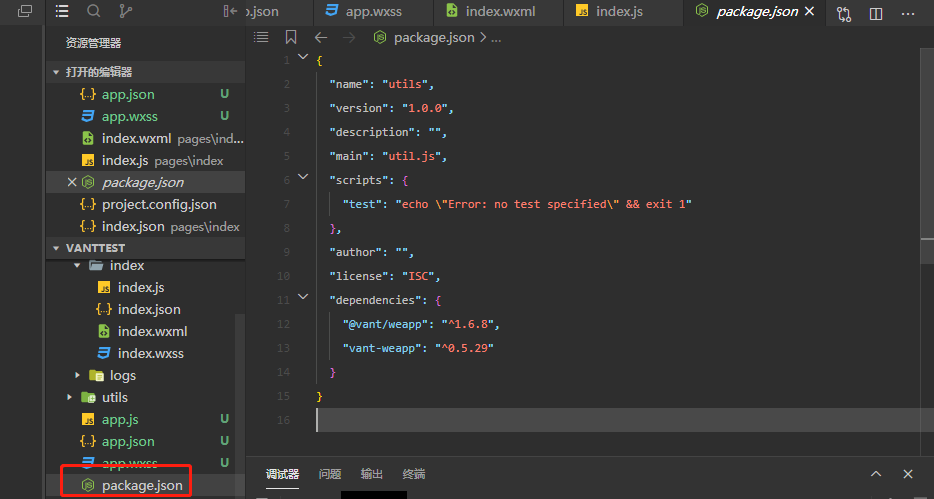 p.json app.wxss index.wxml index.js package.json
资源管理器
package.json > ...
打开的编辑器
app.json U
app.wxss U
index.wxml pages\ind...
index.js pages\index
package.json
project.config.json
index.json pages\index
VANTTEST
index
index.js
index.json
index.wxml
index.wxss
logs
utils
app.js U
app.json U
app.wxss U
package.json
1 {
2 "name": "utils",
3 "version": "1.0.0",
4 "description": "",
5 "main": "util.js",
6 "scripts": {
7 "test": "echo \"Error: no test specified\" && exit 1"
8 },
9 "author": "",
10 "license": "ISC",
11 "dependencies": {
12 "@vant/weapp": "^1.6.8",
13 "vant-weapp": "^0.5.29"
14 }
15 }
16
调试器 问题 输出 终端